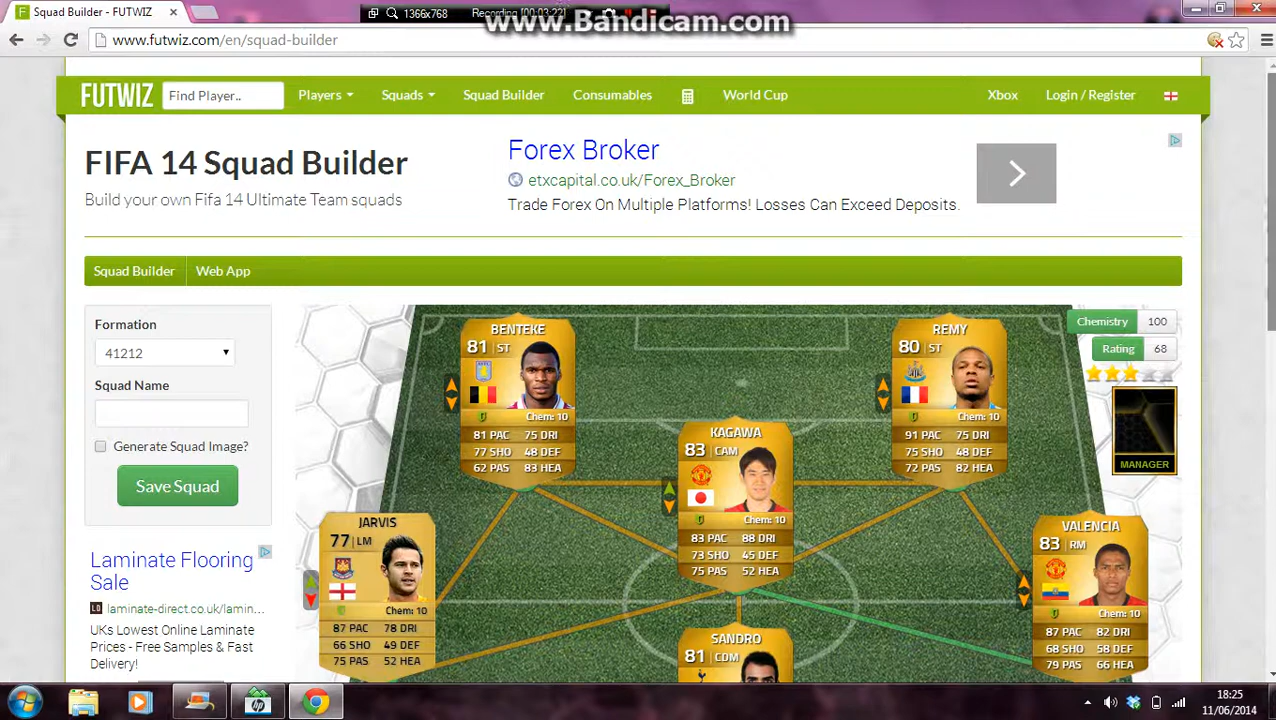 Squad Builder - FUTWIZ
1366x768
Recording [00:03:22]
www.Bandicam.com
www.futwiz.com/en/squad-builder
FUTWIZ
Find Player..
Players
Squads
Squad Builder
Consumables
World Cup
Xbox
Login / Register
FIFA 14 Squad Builder
Build your own Fifa 14 Ultimate Team squads
Forex Broker
etxcapital.co.uk/Forex_Broker
Trade Forex On Multiple Platforms! Losses Can Exceed Deposits.
Squad Builder
Web App
Formation
41212
Squad Name
Generate Squad Image?
Save Squad
Laminate Flooring
Sale
laminate-direct.co.uk/lamin...
UKs Lowest Online Laminate
Prices - Free Samples & Fast
Delivery!
BENTEKE
81 ST
Chem: 10
81 PAC 75 DRI
77 SHO 48 DEF
62 PAS 83 HEA
REMY
80 ST
Chem: 10
91 PAC 75 DRI
75 SHO 48 DEF
72 PAS 82 HEA
Chemistry 100
Rating 68
MANAGER
KAGAWA
83 CAM
Chem: 10
83 PAC 88 DRI
73 SHO 45 DEF
75 PAS 52 HEA
JARVIS
77 LM
Chem: 10
87 PAC 78 DRI
66 SHO 49 DEF
75 PAS 52 HEA
VALENCIA
83 RM
Chem: 10
87 PAC 82 DRI
68 SHO 58 DEF
79 PAS 66 HEA
SANDRO
81 CDM
18:25
11/06/2014